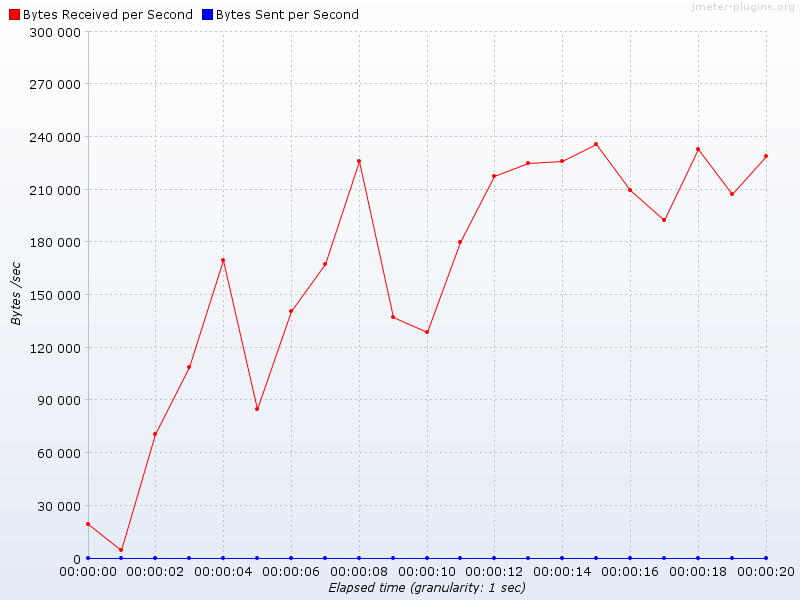 jmeter-plugins.org
Bytes Received per Second Bytes Sent per Second
300 000
270 000
240 000
210 000
180 000
150 000
120 000
90 000
60 000
30 000
0
Bytes /sec
00:00:00 00:00:02 00:00:04 00:00:06 00:00:08 00:00:10 00:00:12 00:00:14 00:00:16 00:00:18 00:00:20
Elapsed time (granularity: 1 sec)